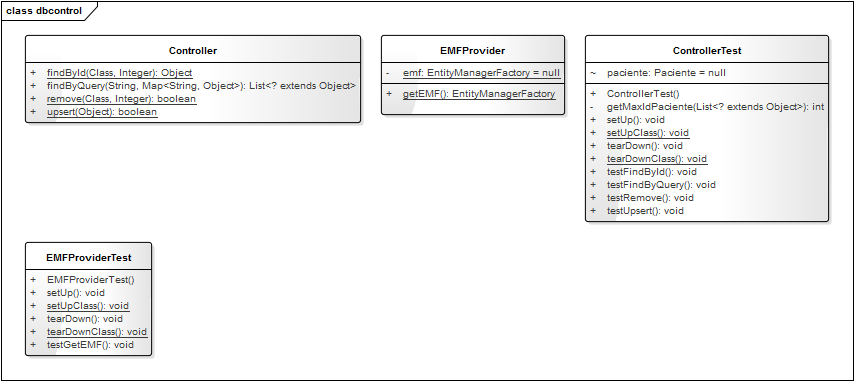 class dbcontrol
Controller
+ findById(Class, Integer): Object
+ findByQuery(String, Map<String, Object>): List<? extends Object>
+ remove(Class, Integer): boolean
+ upsert(Object): boolean
EMFProvider
- emf: EntityManagerFactory = null
+ getEMF(): EntityManagerFactory
ControllerTest
~ paciente: Paciente = null
+ ControllerTest()
- getMaxIdPaciente(List<? extends Object>): int
+ setUp(): void
+ setUpClass(): void
+ tearDown(): void
+ tearDownClass(): void
+ testFindById(): void
+ testFindByQuery(): void
+ testRemove(): void
+ testUpsert(): void
EMFProviderTest
+ EMFProviderTest()
+ setUp(): void
+ setUpClass(): void
+ tearDown(): void
+ tearDownClass(): void
+ testGetEMF(): void